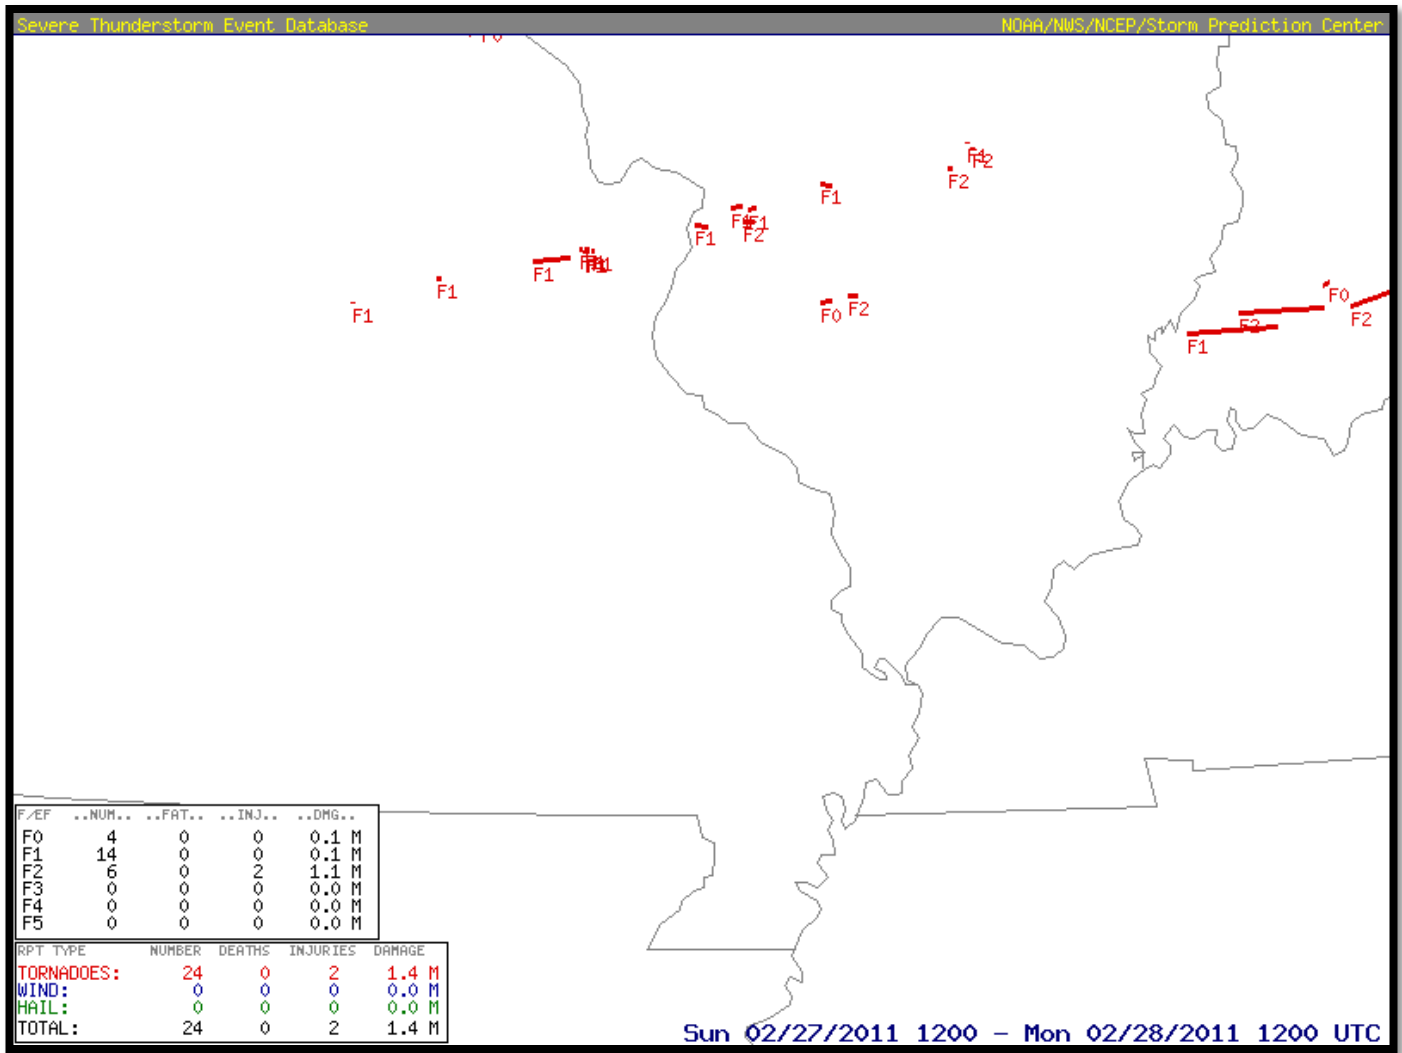 Severe Thunderstorm Event Database NOAA/NWS/NCEP/Storm Prediction Center
F0
F1
F2
F2
F1
F1
F1
F2
F1
F1
F1
F1
F1
F0
F2
F0
F2
F2
F1
F/EF ..NUM.. ..FAT.. ..INJ.. ..DMG..
F0 4 0 0 0.1 M
F1 14 0 0 0.1 M
F2 6 0 2 1.1 M
F3 0 0 0 0.0 M
F4 0 0 0 0.0 M
F5 0 0 0 0.0 M
RPT TYPE NUMBER DEATHS INJURIES DAMAGE
TORNADOES: 24 0 2 1.4 M
WIND: 0 0 0 0.0 M
HAIL: 0 0 0 0.0 M
TOTAL: 24 0 2 1.4 M
Sun 02/27/2011 1200 - Mon 02/28/2011 1200 UTC